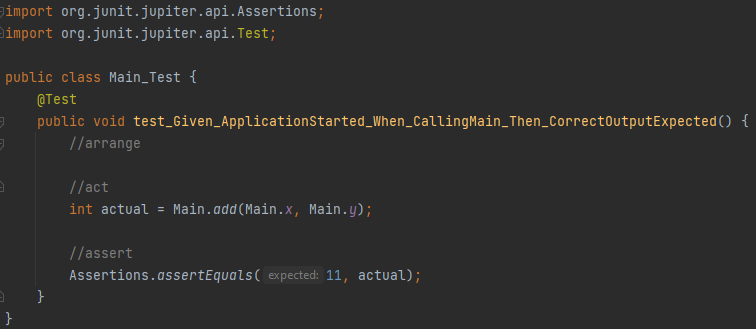 import org.junit.jupiter.api.Assertions;
import org.junit.jupiter.api.Test;
public class Main_Test {
@Test
public void test_Given_ApplicationStarted_When_CallingMain_Then_CorrectOutputExpected() {
//arrange
//act
int actual = Main.add(Main.x, Main.y);
//assert
Assertions.assertEquals( expected: 11, actual);
}
}